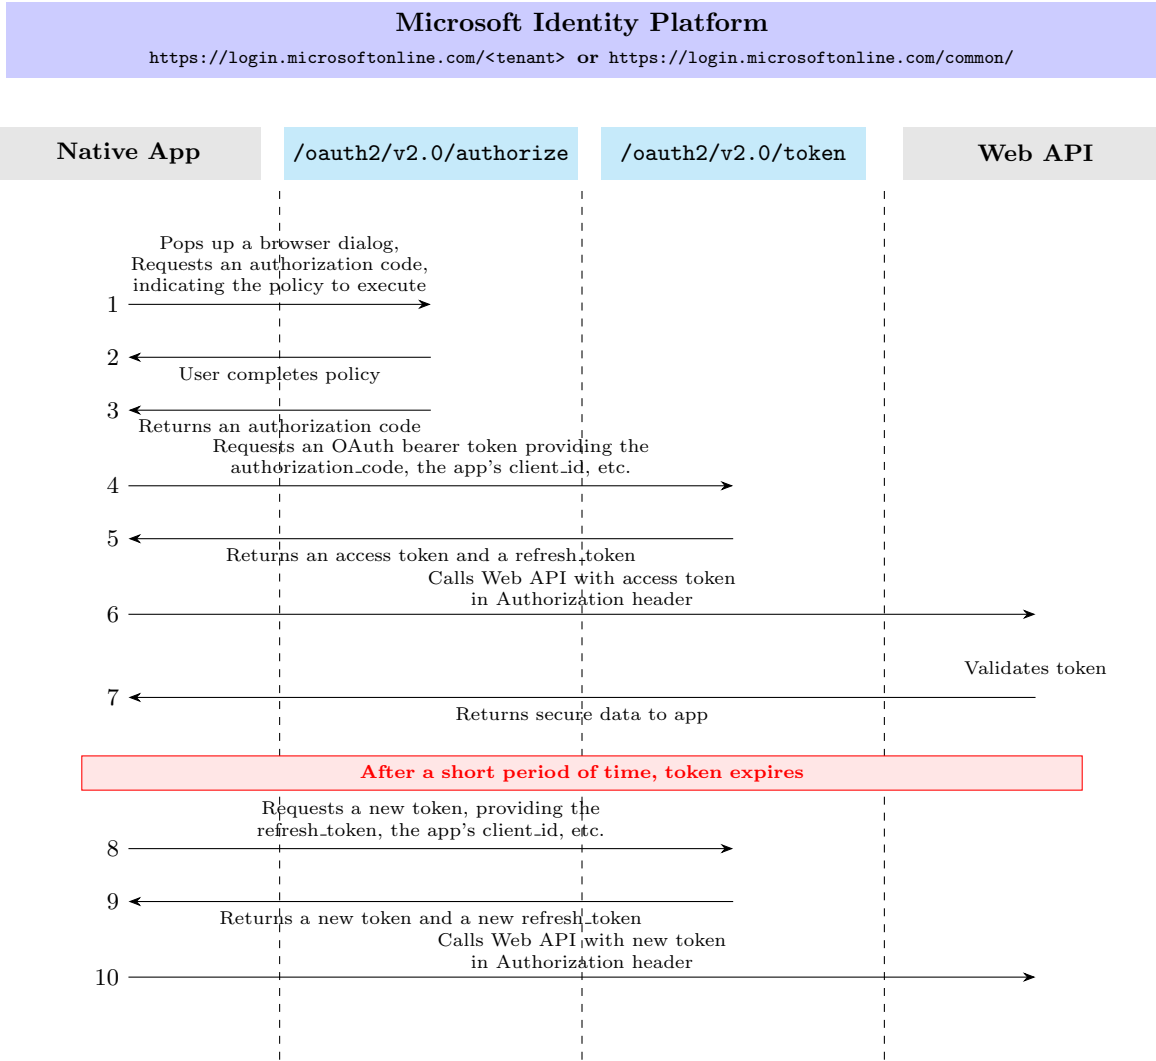 Microsoft Identity Platform
https://login.microsoftonline.com/<tenant> or https://login.microsoftonline.com/common/
Native App
/oauth2/v2.0/authorize
/oauth2/v2.0/token
Web API
Pops up a browser dialog,
Requests an authorization code,
indicating the policy to execute
1
2
User completes policy
3
Returns an authorization code
Requests an OAuth bearer token providing the
authorization_code, the app's client_id, etc.
4
5
Returns an access token and a refresh_token
Calls Web API with access token
in Authorization header
6
Validates token
7
Returns secure data to app
After a short period of time, token expires
Requests a new token, providing the
refresh_token, the app's client_id, etc.
8
9
Returns a new token and a new refresh_token
Calls Web API with new token
in Authorization header
10